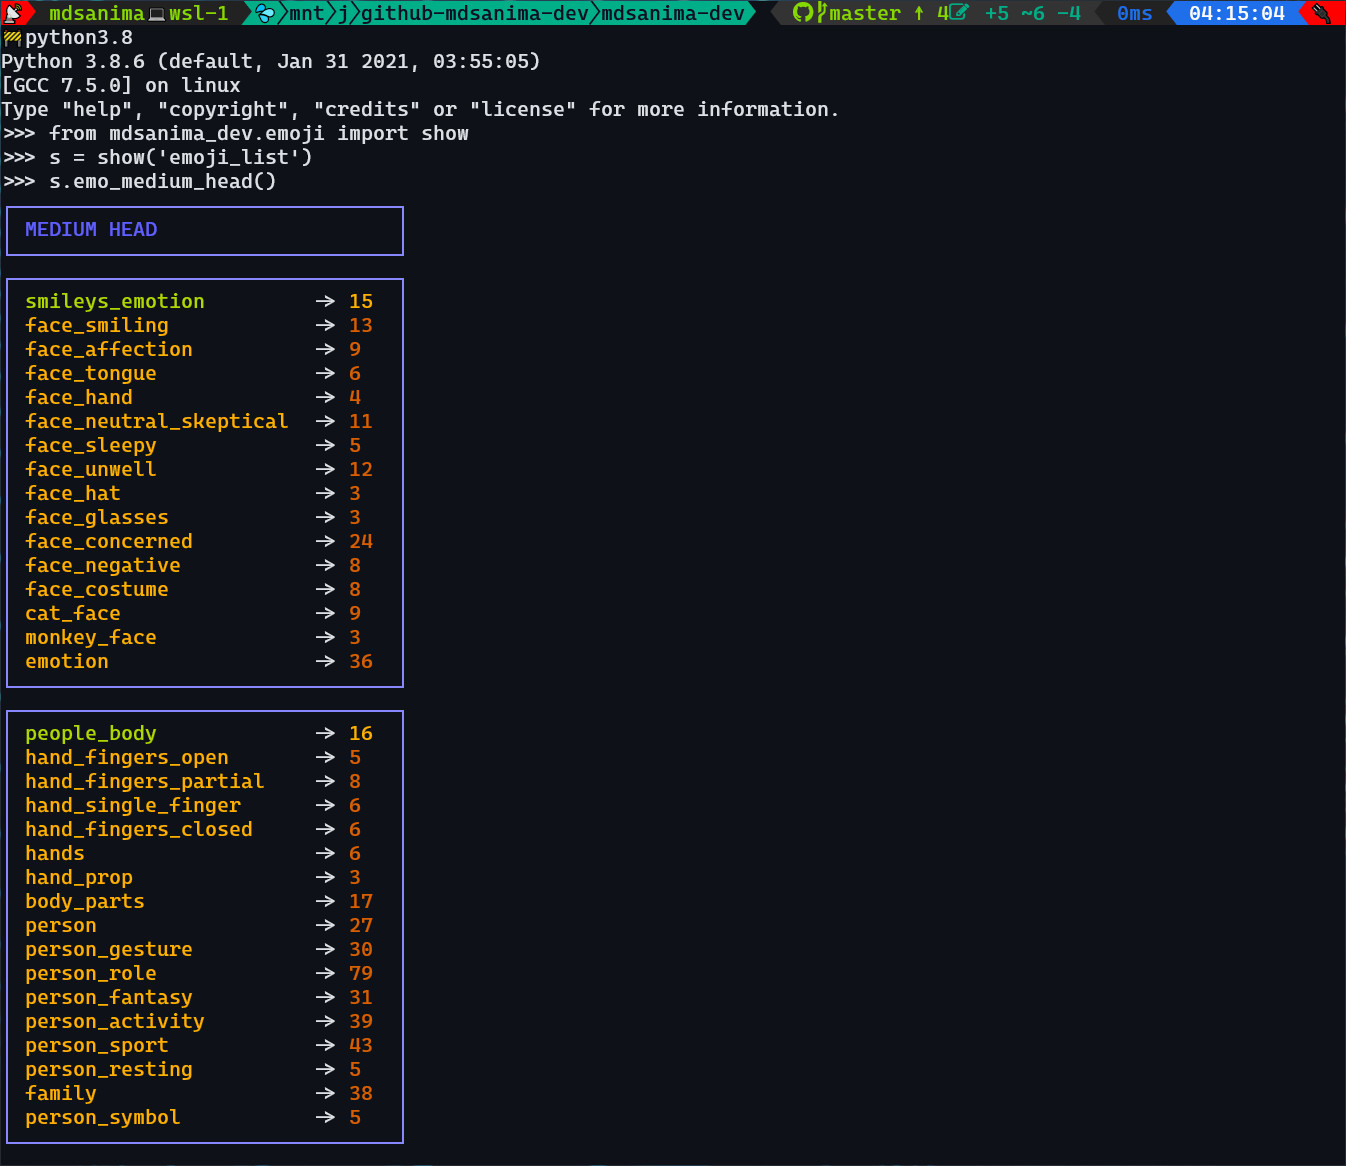 mdsanima wsl-1 mnt j github-mdsanima-dev mdsanima-dev master ↑ 4 +5 ~6 -4 0ms 04:15:04
python3.8
Python 3.8.6 (default, Jan 31 2021, 03:55:05)
[GCC 7.5.0] on linux
Type "help", "copyright", "credits" or "license" for more information.
>>> from mdsanima_dev.emoji import show
>>> s = show('emoji_list')
>>> s.emo_medium_head()
MEDIUM HEAD
smileys_emotion → 15
face_smiling → 13
face_affection → 9
face_tongue → 6
face_hand → 4
face_neutral_skeptical → 11
face_sleepy → 5
face_unwell → 12
face_hat → 3
face_glasses → 3
face_concerned → 24
face_negative → 8
face_costume → 8
cat_face → 9
monkey_face → 3
emotion → 36
people_body → 16
hand_fingers_open → 5
hand_fingers_partial → 8
hand_single_finger → 6
hand_fingers_closed → 6
hands → 6
hand_prop → 3
body_parts → 17
person → 27
person_gesture → 30
person_role → 79
person_fantasy → 31
person_activity → 39
person_sport → 43
person_resting → 5
family → 38
person_symbol → 5